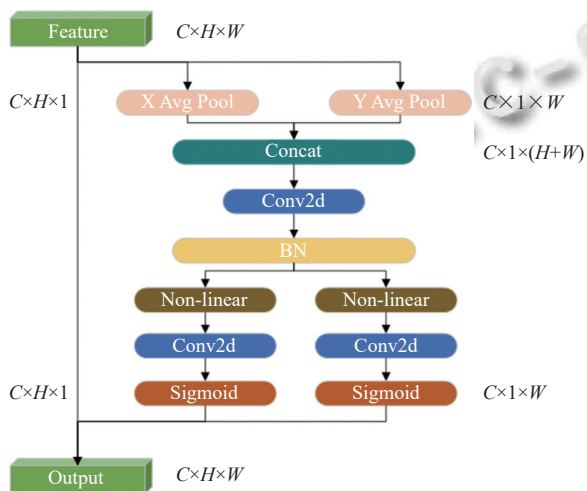 Feature C×H×W
C×H×1 X Avg Pool Y Avg Pool C×1×W
Concat C×1×(H+W)
Conv2d
BN
Non-linear Non-linear
Conv2d Conv2d
C×H×1 Sigmoid Sigmoid C×1×W
Output C×H×W